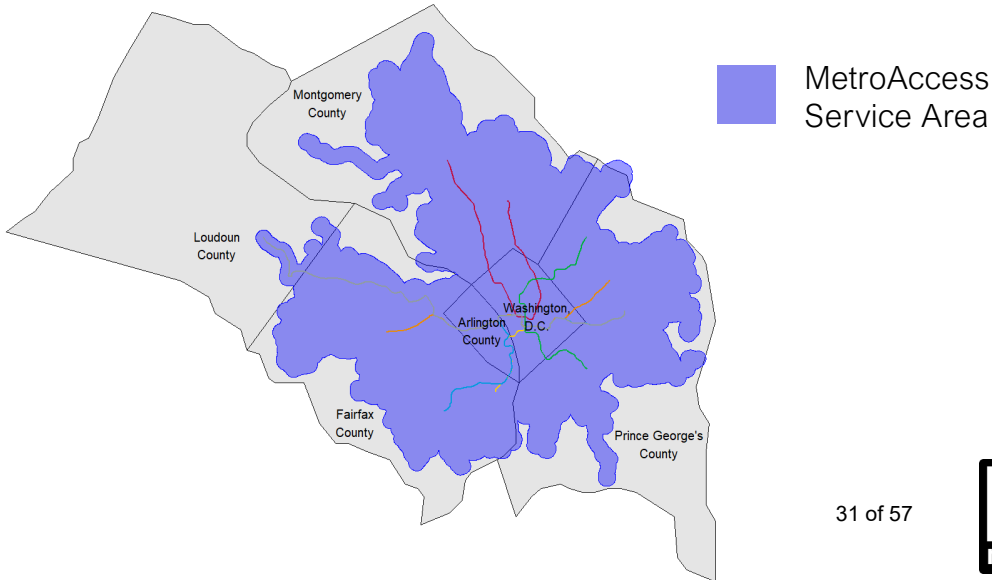 MetroAccess
Service Area
Montgomery
County
Loudoun
County
Washington,
D.C.
Arlington
County
Fairfax
County
Prince George's
County
31 of 57